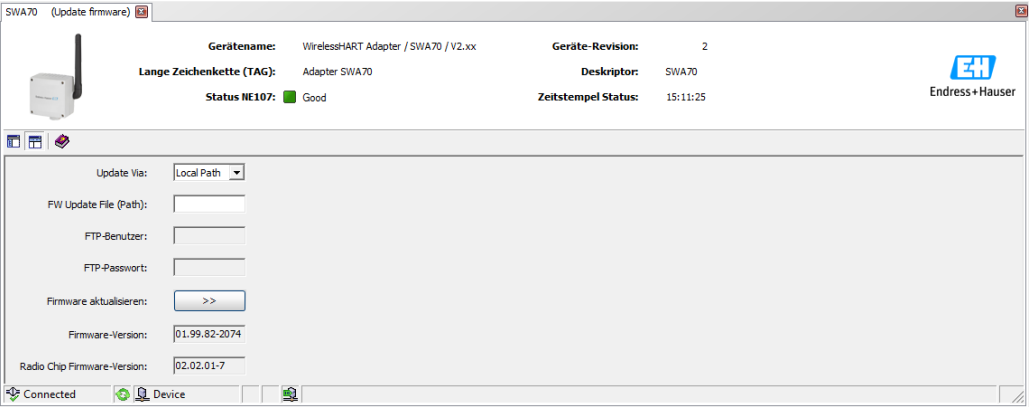 SWA70 (Update firmware)
Gerätename: WirelessHART Adapter / SWA70 / V2.xx Geräte-Revision: 2
Lange Zeichenkette (TAG): Adapter SWA70 Deskriptor: SWA70
Status NE107: Good Zeitstempel Status: 15:11:25
EH
Endress+Hauser
Update Via: Local Path
FW Update File (Path):
FTP-Benutzer:
FTP-Passwort:
Firmware aktualisieren: >>
Firmware-Version: 01.99.82-2074
Radio Chip Firmware-Version: 02.02.01-7
Connected Device